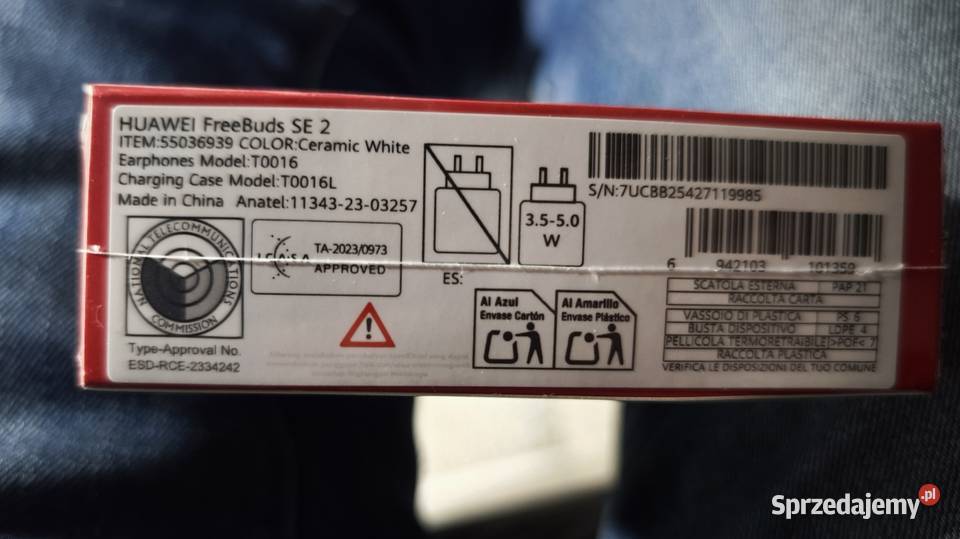 HUAWEI FreeBuds SE 2
ITEM:55036939 COLOR:Ceramic White
Earphones Model:T0016
Charging Case Model:T0016L
Made in China Anatel:11343-23-03257
NATIONAL TELECOMMUNICATIONS
COMMISSION
Type-Approval No.
ESD-RCE-2334242
I C A S A
TA-2023/0973
APPROVED
3.5-5.0
W
ES:
Al Azul
Envase Cartón
Al Amarillo
Envase Plástico
S/N:7UCBB25427119985
6 942103 101359
SCATOLA ESTERNA PAP 21
RACCOLTA CARTA
VASSOIO DI PLASTICA PS 6
BUSTA DISPOSITIVO LDPE 4
PELLICOLA TERMORETRAIBILE >POF< 7
RACCOLTA PLASTICA
VERIFICA LE DISPOSIZIONI DEL TUO COMUNE
Sprzedajemy.pl